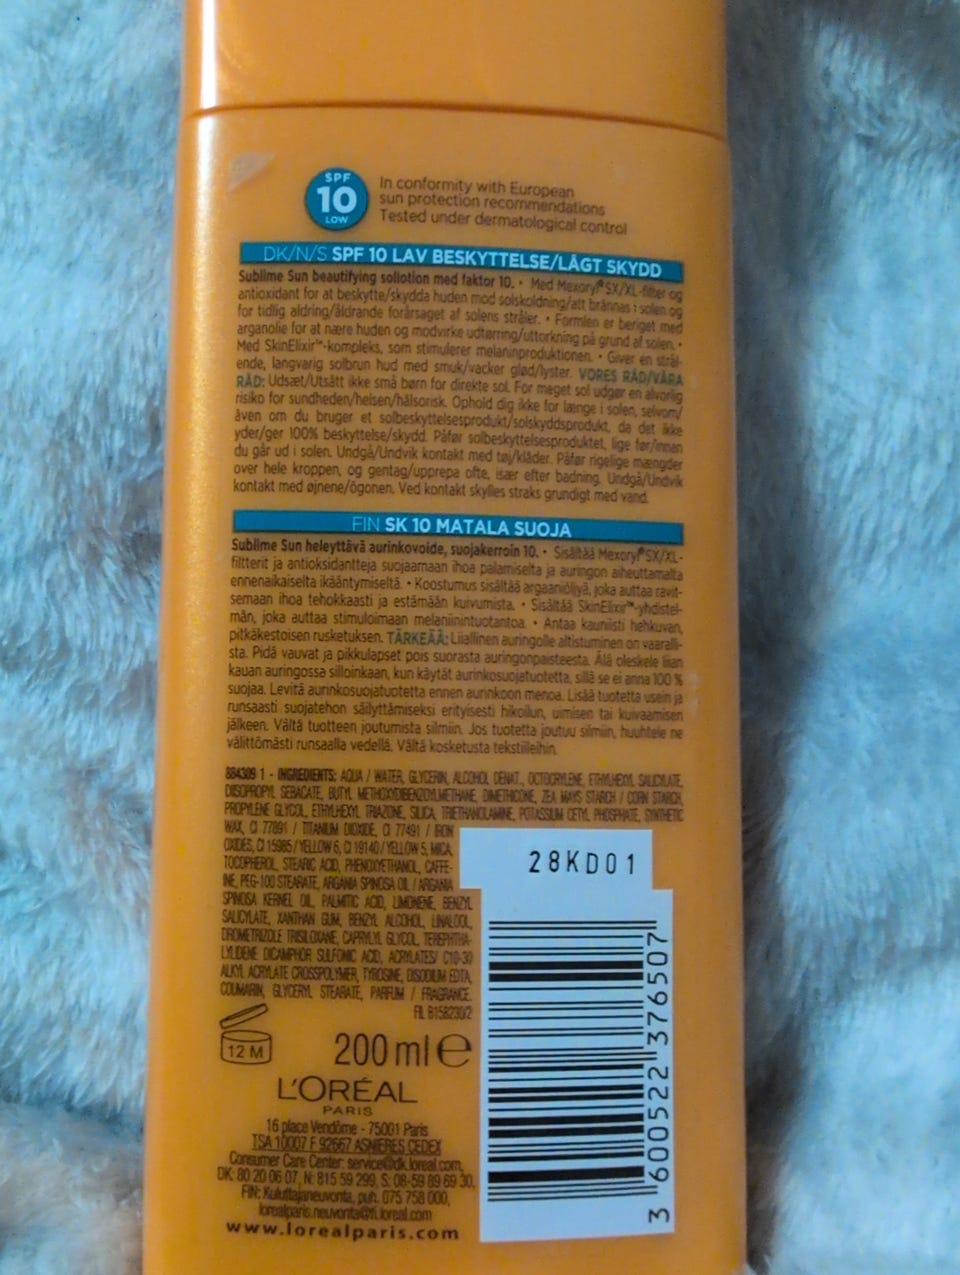 SPF
10
LOW
In conformity with European
sun protection recommendations
Tested under dermatological control
DK/N/S SPF 10 LAV BESKYTTELSE/LÅGT SKYDD
Sublime Sun beautifying sollotion med faktor 10. • Med Mexoryl® SX/XL-filter og
antioxidant for at beskytte/skydda huden mod solskoldning/att brännas i solen og
for tidlig aldring/åldrande forårsaget af solens stråler. • Formlen er beriget med
arganolie for at nære huden og modvirke udtørring/uttorkning på grund af solen. •
Med SkinElixir™-kompleks, som stimulerer melaninproduktionen. • Giver en strål-
ende, langvarig solbrun hud med smuk/vacker glød/lyster. VORES RÅD/VÅRA
RÅD: Udsæt/Utsätt ikke små børn for direkte sol. For meget sol udgør en alvorlig
risiko for sundheden/helsen/hälsorisk. Ophold dig ikke for længe i solen, selvom/
även om du bruger et solbeskyttelsesprodukt/solskyddsprodukt, da det ikke
yder/ger 100% beskyttelse/skydd. Påfør solbeskyttelsesproduktet, lige før/innan
du går ud i solen. Undgå/Undvik kontakt med tøj/kläder. Påfør rigelige mængder
over hele kroppen, og gentag/upprepa ofte, især efter badning. Undgå/Undvik
kontakt med øjnene/ögonen. Ved kontakt skylles straks grundigt med vand.
FIN SK 10 MATALA SUOJA
Sublime Sun heleyttävä aurinkovoide, suojakerroin 10. • Sisältää Mexoryl® SX/XL-
filtterit ja antioksidantteja suojaamaan ihoa palamiselta ja auringon aiheuttamalta
ennenaikaiselta ikääntymiseltä. • Koostumus sisältää argaaniöljyä, joka auttaa ravit-
semaan ihoa tehokkaasti ja estämään kuivumista. • Sisältää SkinElixir™-yhdistel-
män, joka auttaa stimuloimaan melaniinintuotantoa. • Antaa kauniisti hehkuvan,
pitkäkestoisen rusketuksen. TÄRKEÄÄ: Liiallinen auringolle altistuminen on vaaralli-
sta. Pidä vauvat ja pikkulapset pois suorasta auringonpaisteesta. Älä oleskele liian
kauan auringossa silloinkaan, kun käytät aurinkosuojatuotetta, sillä se ei anna 100 %
suojaa. Levitä aurinkosuojatuotetta ennen aurinkoon menoa. Lisää tuotetta usein ja
runsaasti suojatehon säilyttämiseksi erityisesti hikoilun, uimisen tai kuivaamisen
jälkeen. Vältä tuotteen joutumista silmiin. Jos tuotetta joutuu silmiin, huuhtele ne
välittömästi runsaalla vedellä. Vältä kosketusta tekstiileihin.
884309 1 - INGREDIENTS: AQUA / WATER, GLYCERIN, ALCOHOL DENAT., OCTOCRYLENE, ETHYLHEXYL SALICYLATE,
DIISOPROPYL SEBACATE, BUTYL METHOXYDIBENZOYLMETHANE, DIMETHICONE, ZEA MAYS STARCH / CORN STARCH,
PROPYLENE GLYCOL, ETHYLHEXYL TRIAZONE, SILICA, TRIETHANOLAMINE, POTASSIUM CETYL PHOSPHATE, SYNTHETIC
WAX, CI 77891 / TITANIUM DIOXIDE, CI 77491 / IRON
OXIDES, CI 15985 / YELLOW 6, CI 19140 / YELLOW 5, MICA,
TOCOPHEROL, STEARIC ACID, PHENOXYETHANOL, CAFFE-
INE, PEG-100 STEARATE, ARGANIA SPINOSA OIL / ARGANIA
SPINOSA KERNEL OIL, PALMITIC ACID, LIMONENE, BENZYL
SALICYLATE, XANTHAN GUM, BENZYL ALCOHOL, LINALOOL,
DROMETRIZOLE TRISILOXANE, CAPRYLYL GLYCOL, TEREPHTHA-
LYLIDENE DICAMPHOR SULFONIC ACID, ACRYLATES/ C10-30
ALKYL ACRYLATE CROSSPOLYMER, TYROSINE, DISODIUM EDTA,
COUMARIN, GLYCERYL STEARATE, PARFUM / FRAGRANCE.
FIL B158230/2
28KD01
12 M
200 ml e
L'ORÉAL
PARIS
16 place Vendôme - 75001 Paris
TSA 10007 F 92667 ASNIERES CEDEX
Consumer Care Center: service@dk.loreal.com,
DK: 80 20 06 07, N: 815 59 299, S: 08-59 89 69 30,
FIN: Kuluttajaneuvonta, puh. 075 758 000,
lorealparis.neuvonta@fi.loreal.com
www.lorealparis.com
3 600522 376507